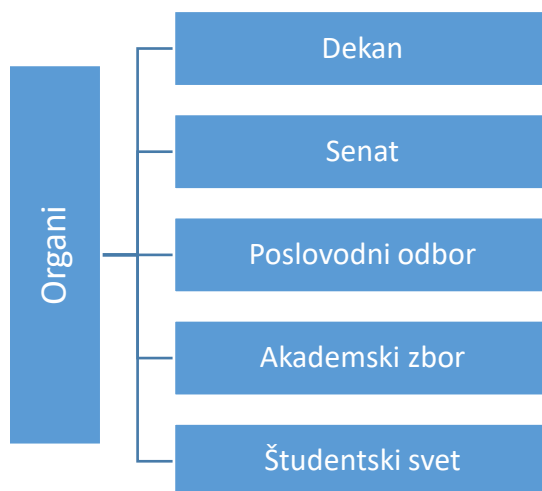 Organi
Dekan
Senat
Poslovodni odbor
Akademski zbor
Študentski svet